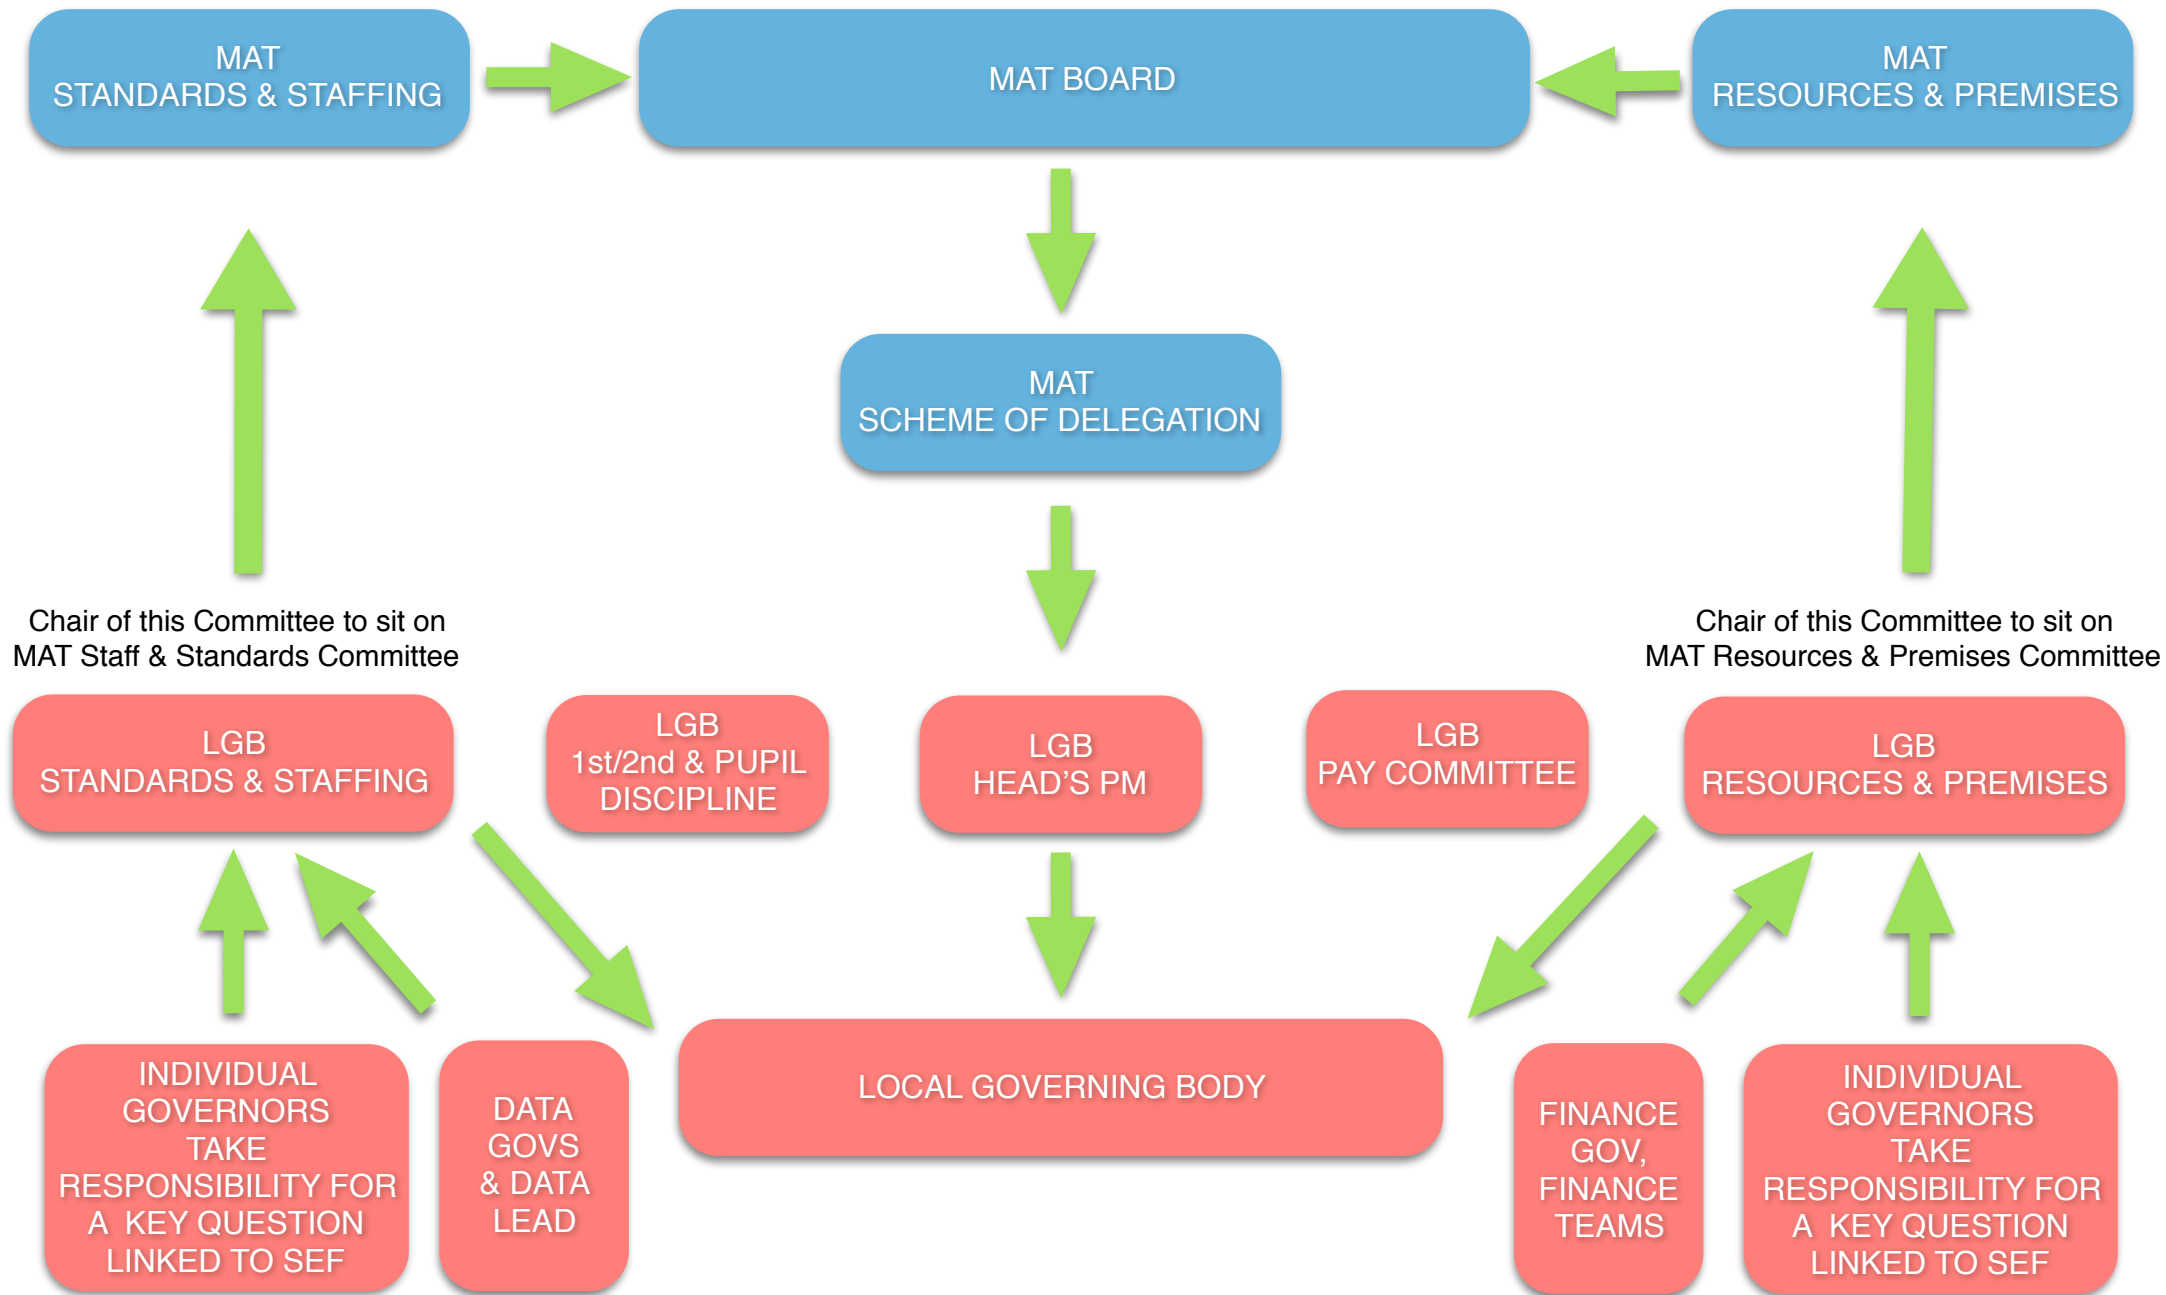 MAT
STANDARDS & STAFFING
MAT BOARD
MAT
RESOURCES & PREMISES
MAT
SCHEME OF DELEGATION
Chair of this Committee to sit on
MAT Staff & Standards Committee
Chair of this Committee to sit on
MAT Resources & Premises Committee
LGB
STANDARDS & STAFFING
LGB
1st/2nd & PUPIL
DISCIPLINE
LGB
HEAD’S PM
LGB
PAY COMMITTEE
LGB
RESOURCES & PREMISES
INDIVIDUAL
GOVERNORS
TAKE
RESPONSIBILITY FOR
A KEY QUESTION
LINKED TO SEF
DATA
GOVS
& DATA
LEAD
LOCAL GOVERNING BODY
FINANCE
GOV,
FINANCE
TEAMS
INDIVIDUAL
GOVERNORS
TAKE
RESPONSIBILITY FOR
A KEY QUESTION
LINKED TO SEF